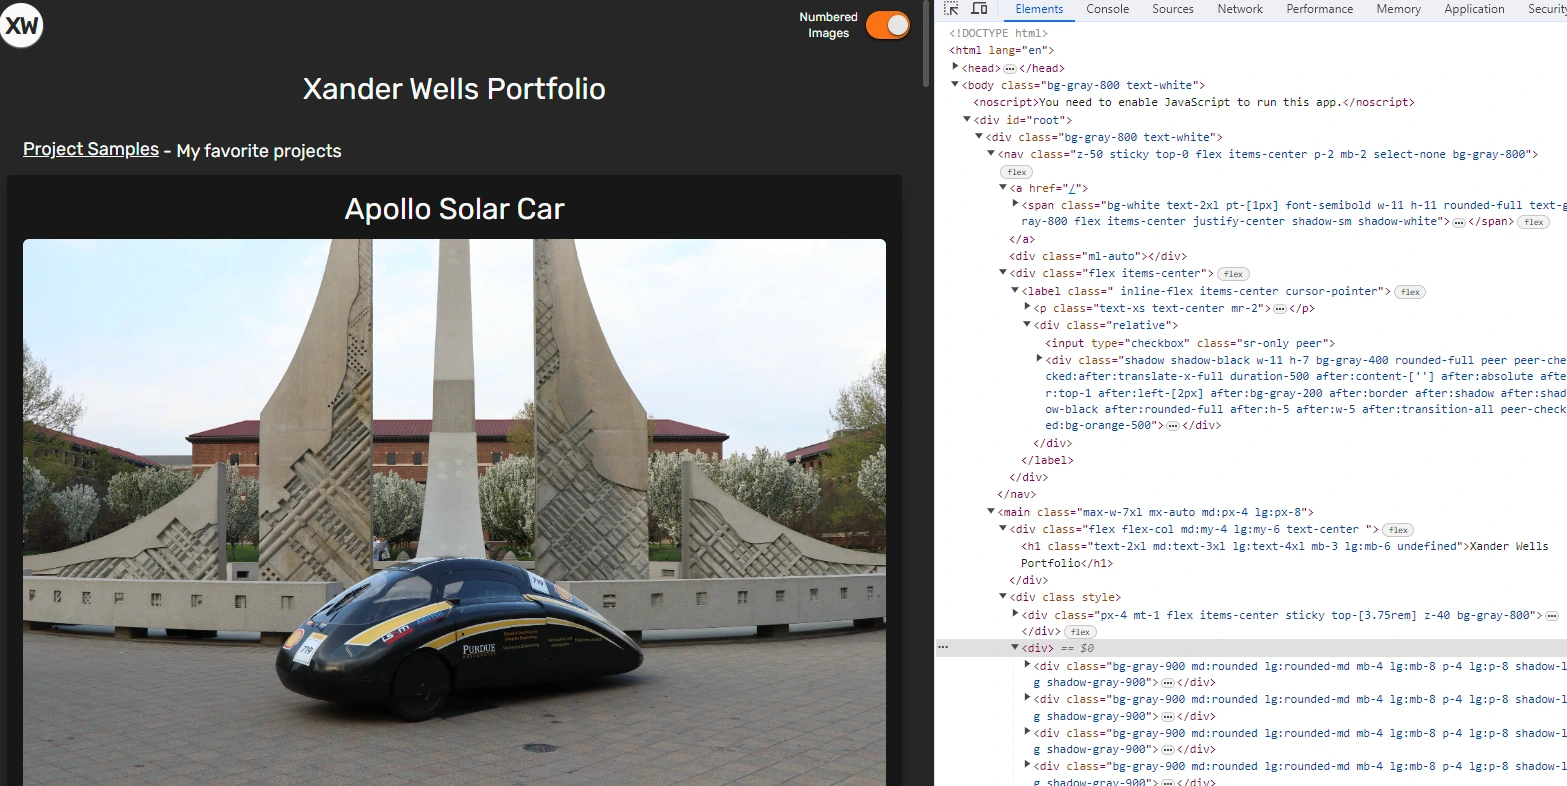 XW
Numbered
Images
Xander Wells Portfolio
Project Samples - My favorite projects
Apollo Solar Car
719
LSPM
PURDUE
719
Elements Console Sources Network Performance Memory Application Securit
<!DOCTYPE html>
<html lang="en">
<head> … </head>
<body class="bg-gray-800 text-white">
<noscript>You need to enable JavaScript to run this app.</noscript>
<div id="root">
<div class="bg-gray-800 text-white">
<nav class="z-50 sticky top-0 flex items-center p-2 mb-2 select-none bg-gray-800">
flex
<a href="/">
<span class="bg-white text-2xl pt-[1px] font-semibold w-11 h-11 rounded-full text-g
ray-800 flex items-center justify-center shadow-sm shadow-white"> … </span> flex
</a>
<div class="ml-auto"></div>
<div class="flex items-center"> flex
<label class=" inline-flex items-center cursor-pointer"> flex
<p class="text-xs text-center mr-2"> … </p>
<div class="relative">
<input type="checkbox" class="sr-only peer">
<div class="shadow shadow-black w-11 h-7 bg-gray-400 rounded-full peer peer-che
cked:after:translate-x-full duration-500 after:content-[''] after:absolute afte
r:top-1 after:left-[2px] after:bg-gray-200 after:border after:shadow after:shad
ow-black after:rounded-full after:h-5 after:w-5 after:transition-all peer-check
ed:bg-orange-500"> … </div>
</div>
</label>
</div>
</nav>
<main class="max-w-7xl mx-auto md:px-4 lg:px-8">
<div class="flex flex-col md:my-4 lg:my-6 text-center "> flex
<h1 class="text-2xl md:text-3xl lg:text-4xl mb-3 lg:mb-6 undefined">Xander Wells
Portfolio</h1>
</div>
<div class style>
<div class="px-4 mt-1 flex items-center sticky top-[3.75rem] z-40 bg-gray-800"> …
</div> flex
… <div> == $0
<div class="bg-gray-900 md:rounded lg:rounded-md mb-4 lg:mb-8 p-4 lg:p-8 shadow-l
g shadow-gray-900"> … </div>
<div class="bg-gray-900 md:rounded lg:rounded-md mb-4 lg:mb-8 p-4 lg:p-8 shadow-l
g shadow-gray-900"> … </div>
<div class="bg-gray-900 md:rounded lg:rounded-md mb-4 lg:mb-8 p-4 lg:p-8 shadow-l
g shadow-gray-900"> … </div>
<div class="bg-gray-900 md:rounded lg:rounded-md mb-4 lg:mb-8 p-4 lg:p-8 shadow-l
g shadow-gray-900"> … </div>